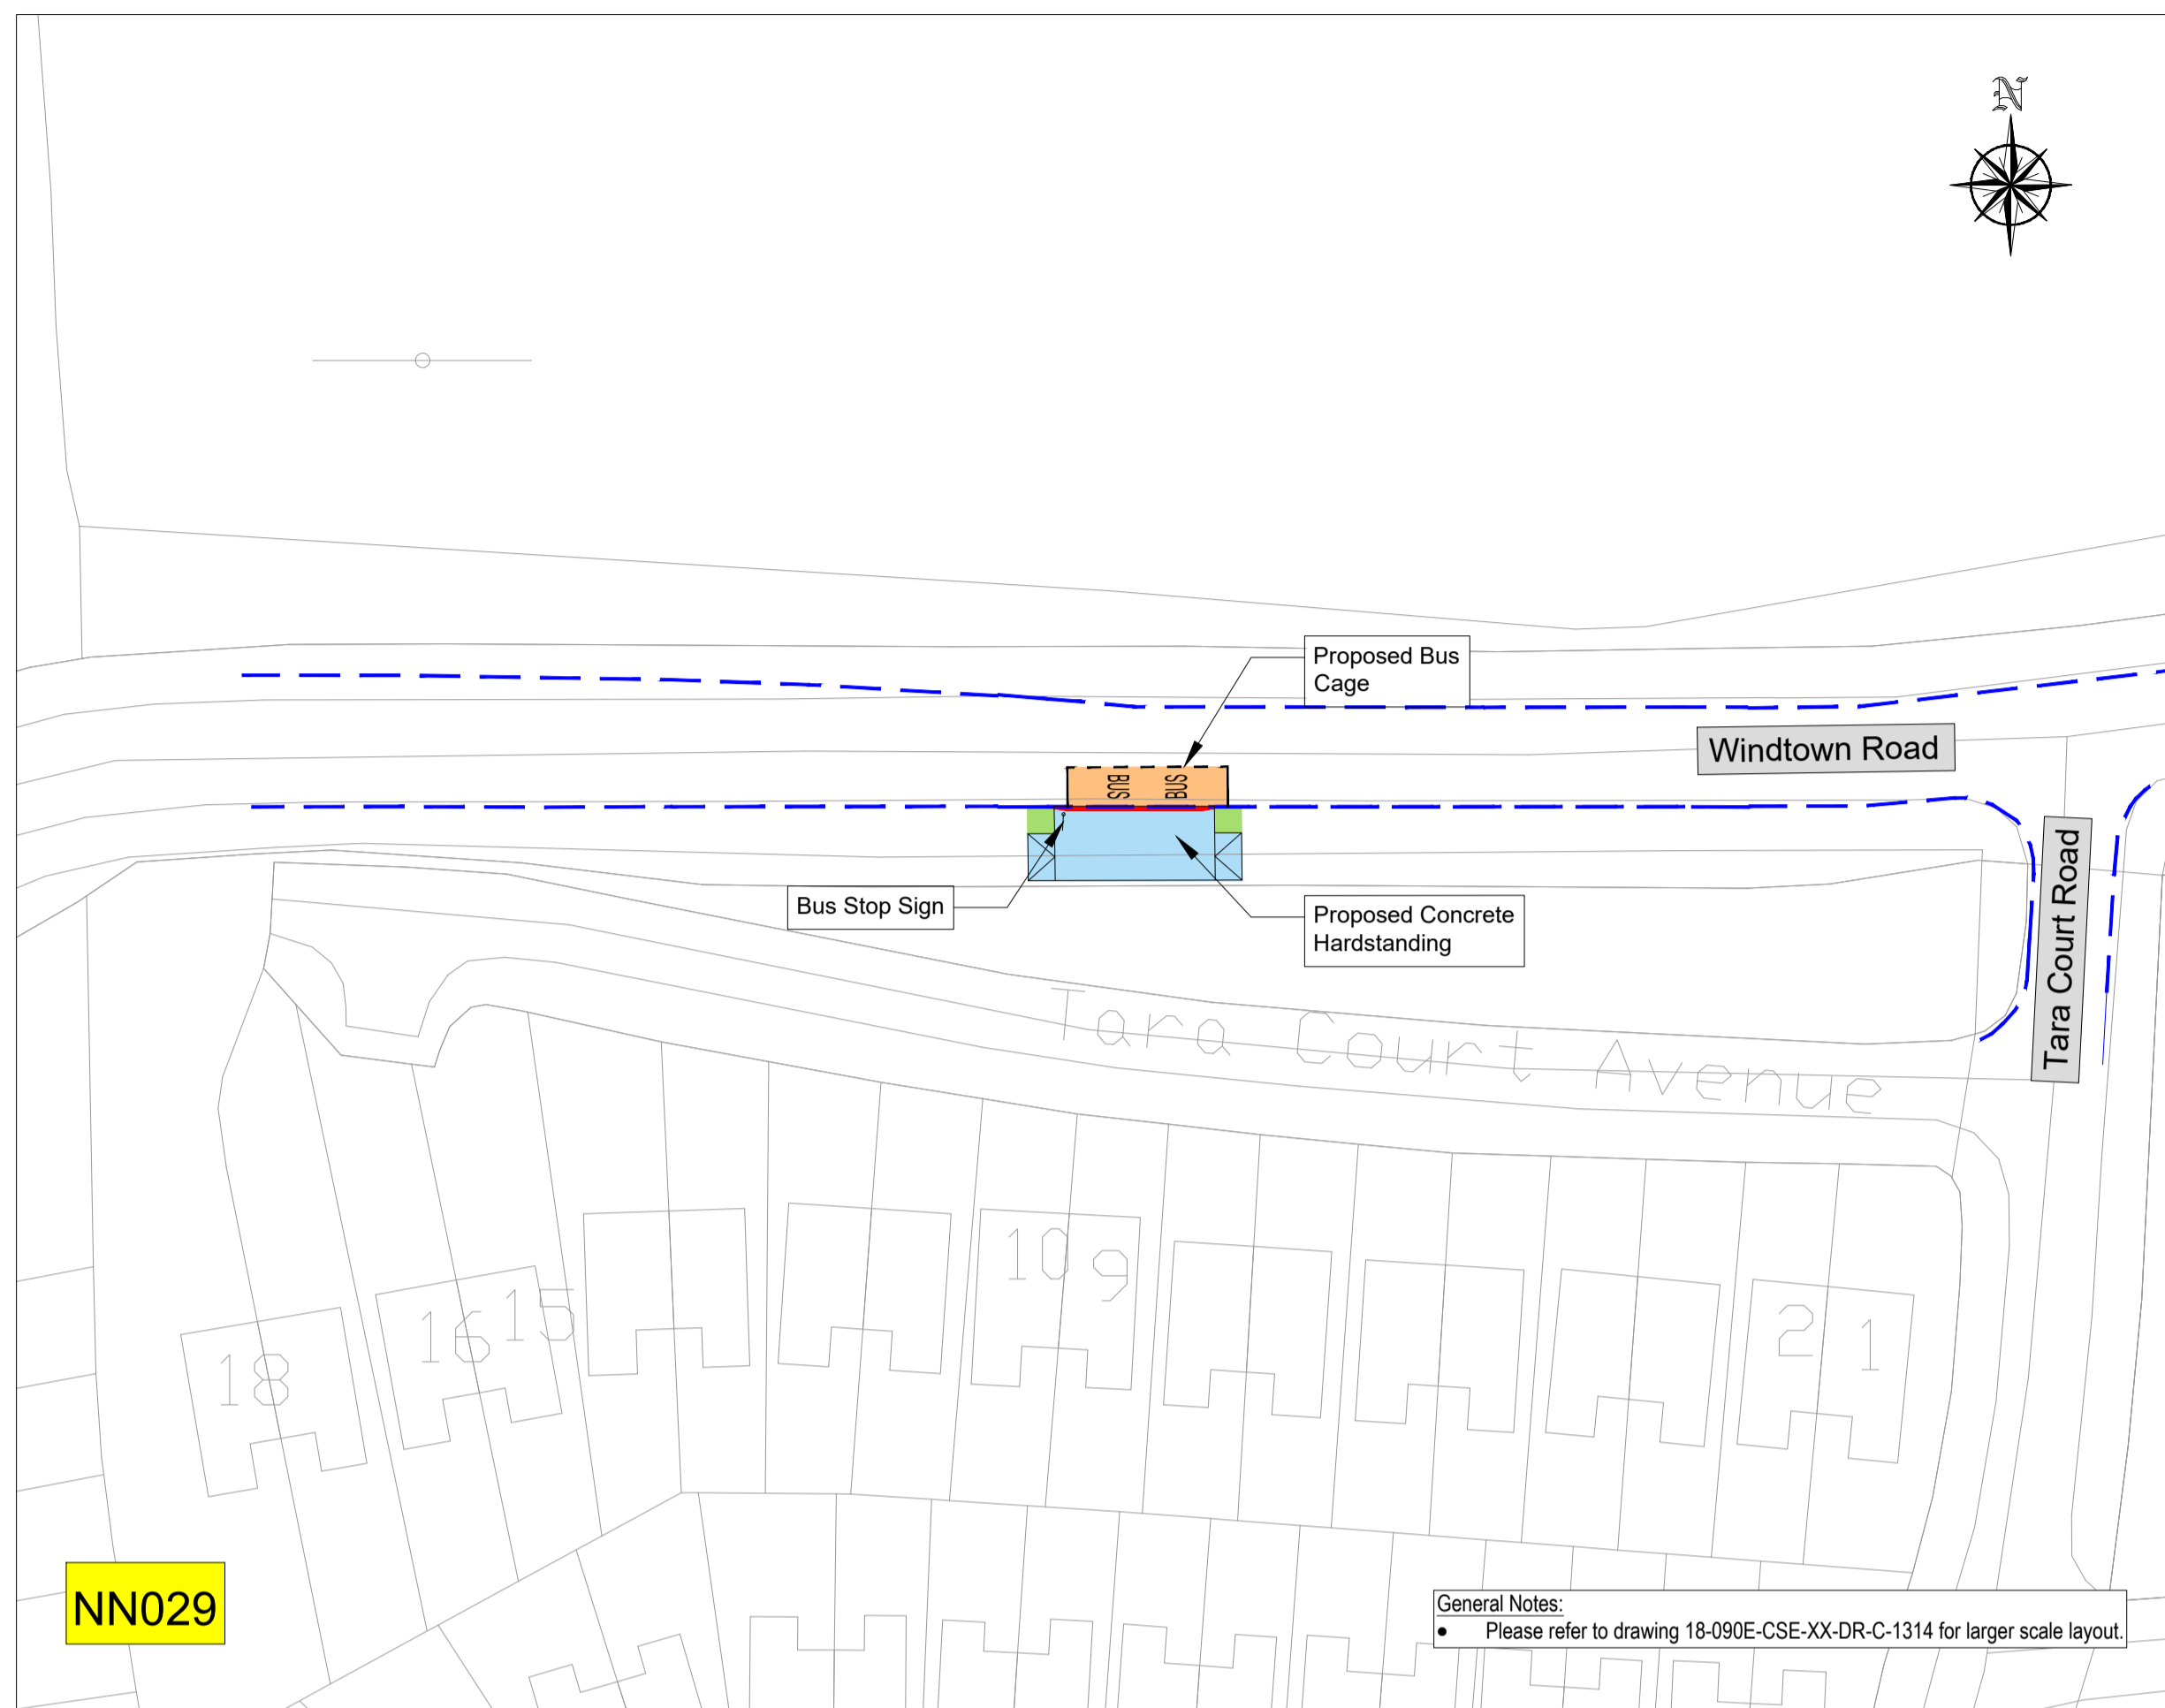 N
Proposed Bus
Cage
Windtown Road
BUS
BUS
Tara Court Road
Bus Stop Sign
Proposed Concrete
Hardstanding
Tara Court Avenue
18
16
15
10
9
2
1
NN029
General Notes:
• Please refer to drawing 18-090E-CSE-XX-DR-C-1314 for larger scale layout.